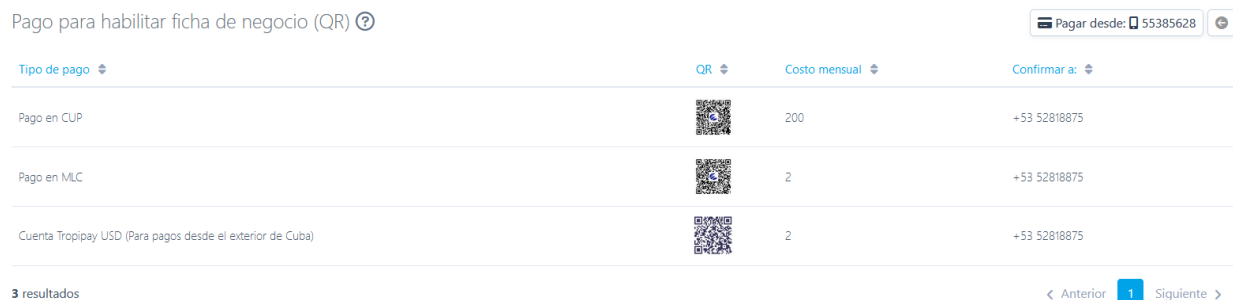 Pago para habilitar ficha de negocio (QR)
Pagar desde: 55385628
Tipo de pago QR Costo mensual Confirmar a:
Pago en CUP 200 +53 52818875
Pago en MLC 2 +53 52818875
Cuenta Tropipay USD (Para pagos desde el exterior de Cuba) 2 +53 52818875
3 resultados
Anterior 1 Siguiente